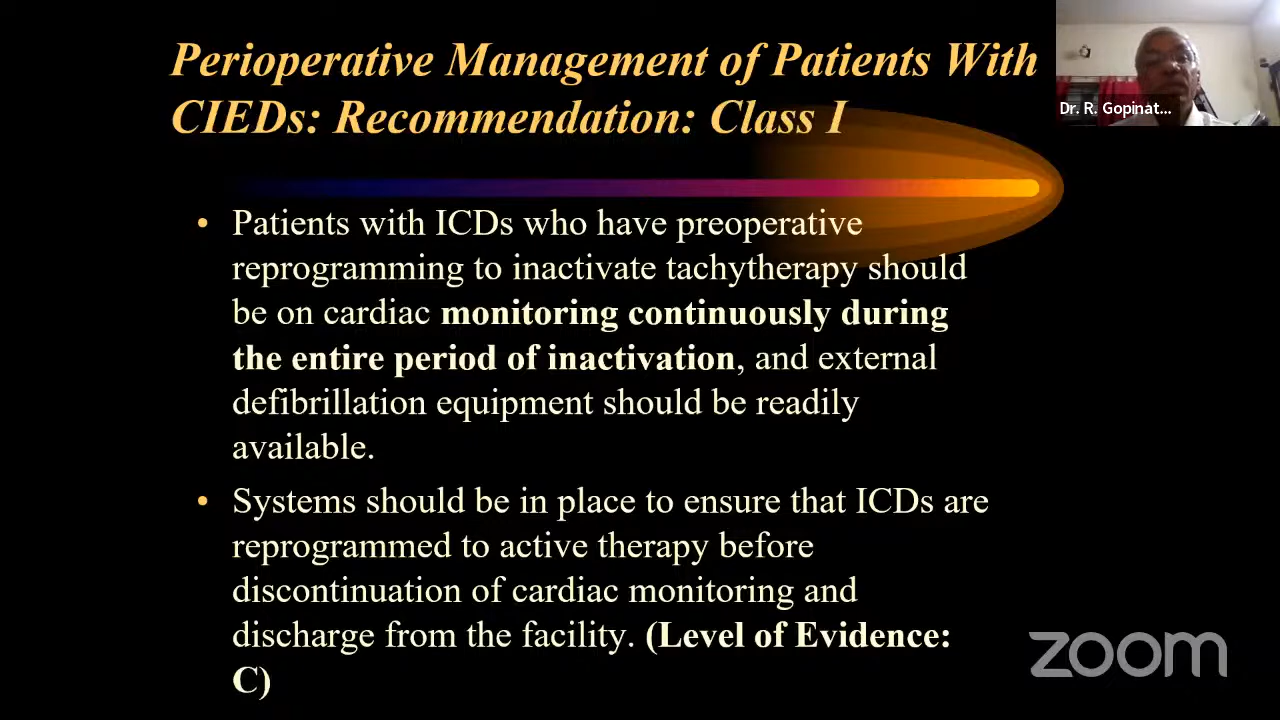 Perioperative Management of Patients With
CIEDs: Recommendation: Class I
Dr. R. Gopinat...
• Patients with ICDs who have preoperative
reprogramming to inactivate tachytherapy should
be on cardiac monitoring continuously during
the entire period of inactivation, and external
defibrillation equipment should be readily
available.
• Systems should be in place to ensure that ICDs are
reprogrammed to active therapy before
discontinuation of cardiac monitoring and
discharge from the facility. (Level of Evidence:
C)
zoom